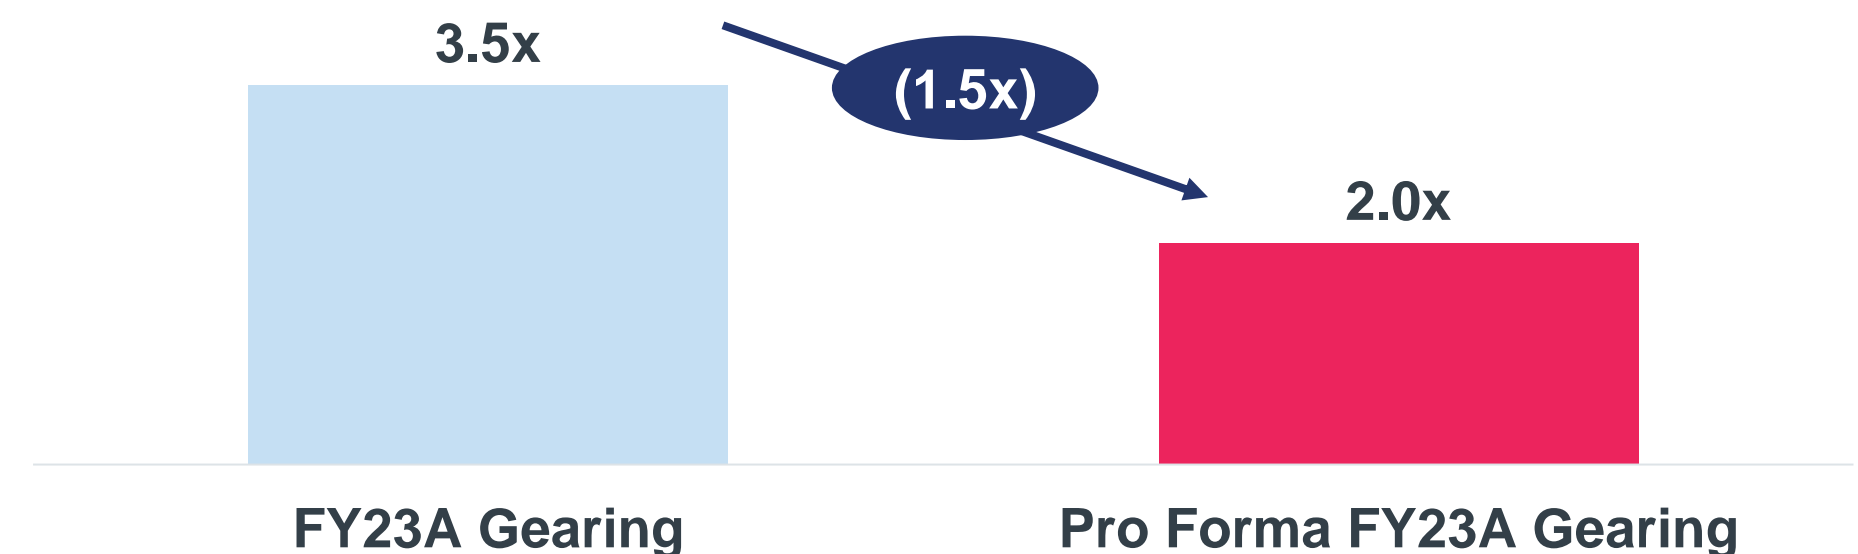 3.5x
(1.5x)
2.0x
FY23A Gearing
Pro Forma FY23A Gearing